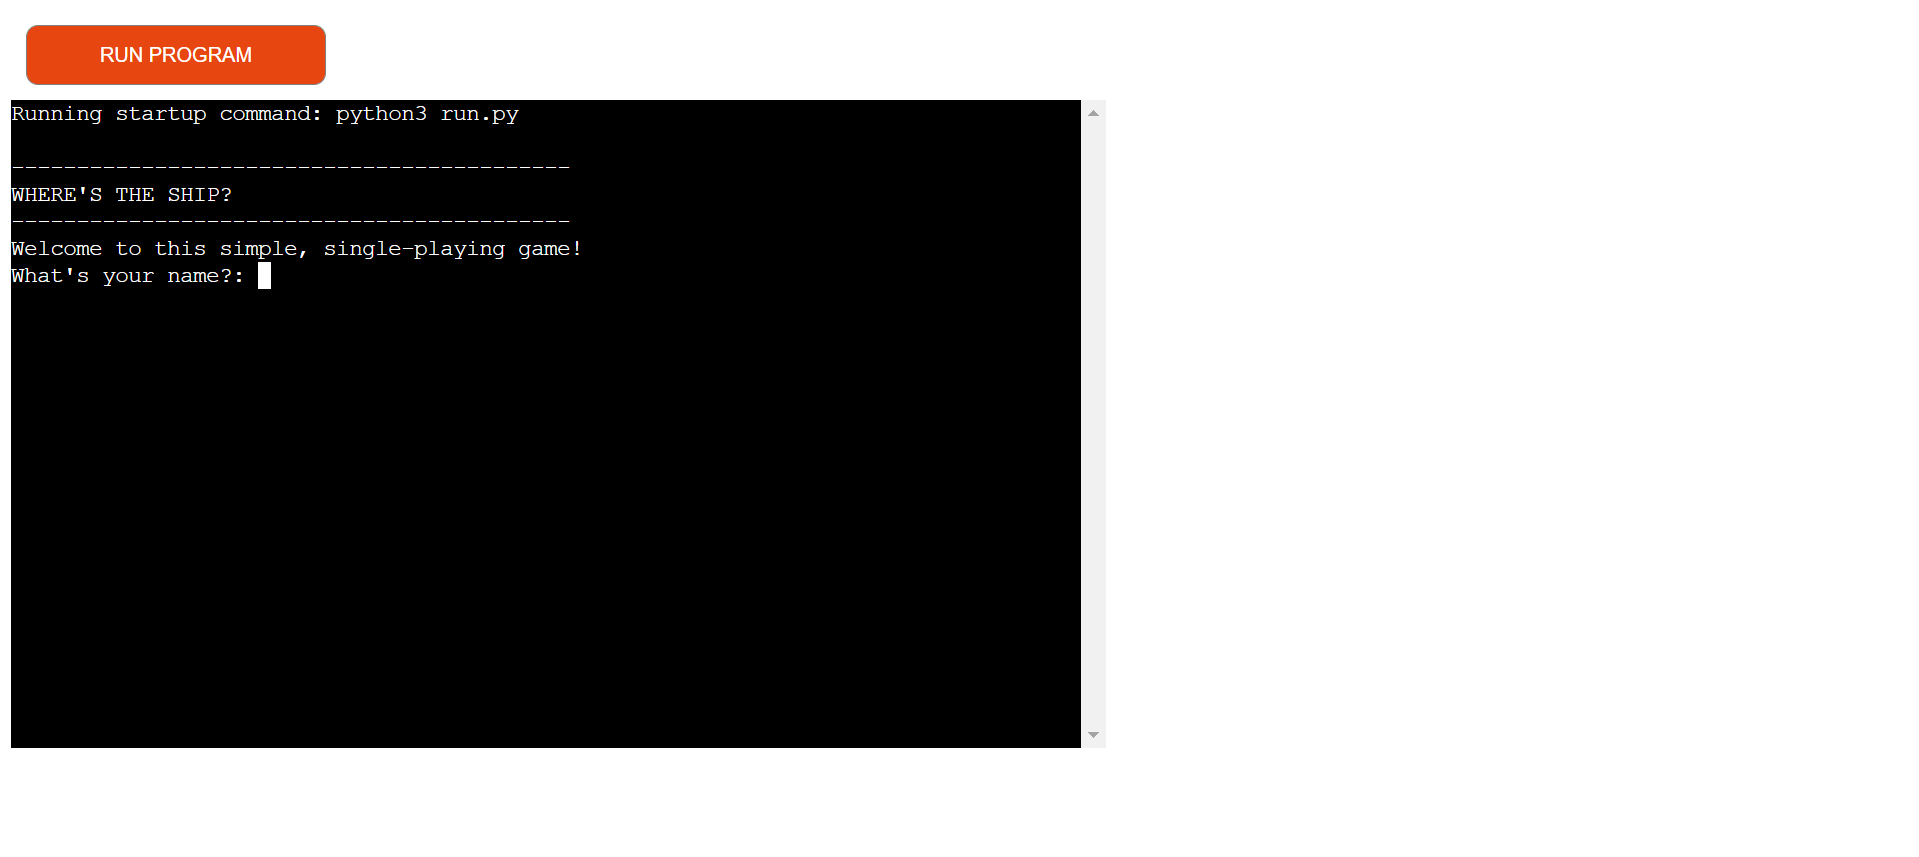 RUN PROGRAM
Running startup command: python3 run.py
-------------------------------------------
WHERE'S THE SHIP?
-------------------------------------------
Welcome to this simple, single-playing game!
What's your name?: